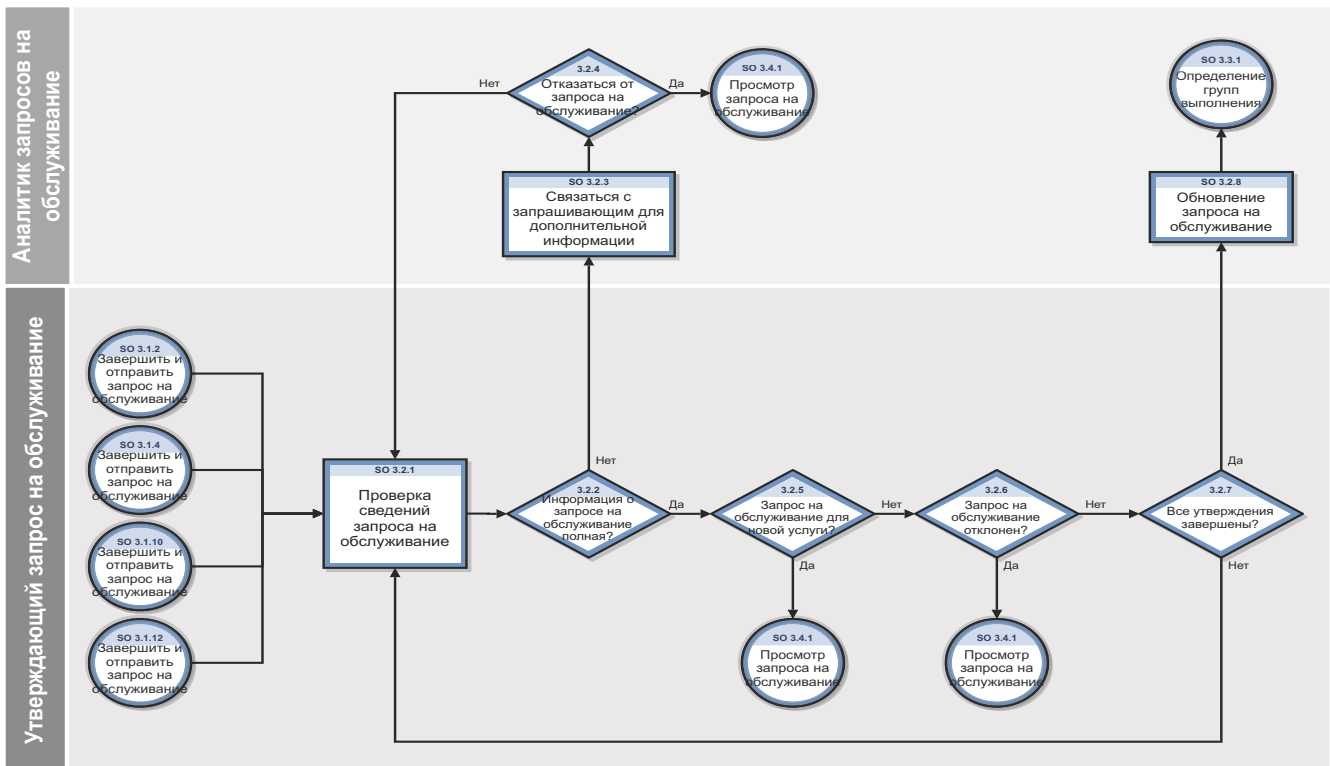 Аналитик запросов на
обслуживание
3.2.4
Отказаться от
запроса на
обслуживание?
Нет
Да
SO 3.4.1
Просмотр
запроса на
обслуживание
SO 3.3.1
Определение
групп
выполнения
SO 3.2.3
Связаться с
запрашивающим для
дополнительной
информации
SO 3.2.8
Обновление
запроса на
обслуживание
Утверждающий запрос на обслуживание
SO 3.1.2
Завершить и
отправить
запрос на
обслуживание
SO 3.1.4
Завершить и
отправить
запрос на
обслуживание
SO 3.1.10
Завершить и
отправить
запрос на
обслуживание
SO 3.1.12
Завершить и
отправить
запрос на
обслуживание
SO 3.2.1
Проверка
сведений
запроса на
обслуживание
Нет
3.2.2
Информация о
запросе на
обслуживание
полная?
Да
3.2.5
Запрос на
обслуживание для
новой услуги?
Нет
Да
3.2.6
Запрос на
обслуживание
отклонен?
Нет
Да
Да
3.2.7
Все утверждения
завершены?
Нет
SO 3.4.1
Просмотр
запроса на
обслуживание
SO 3.4.1
Просмотр
запроса на
обслуживание